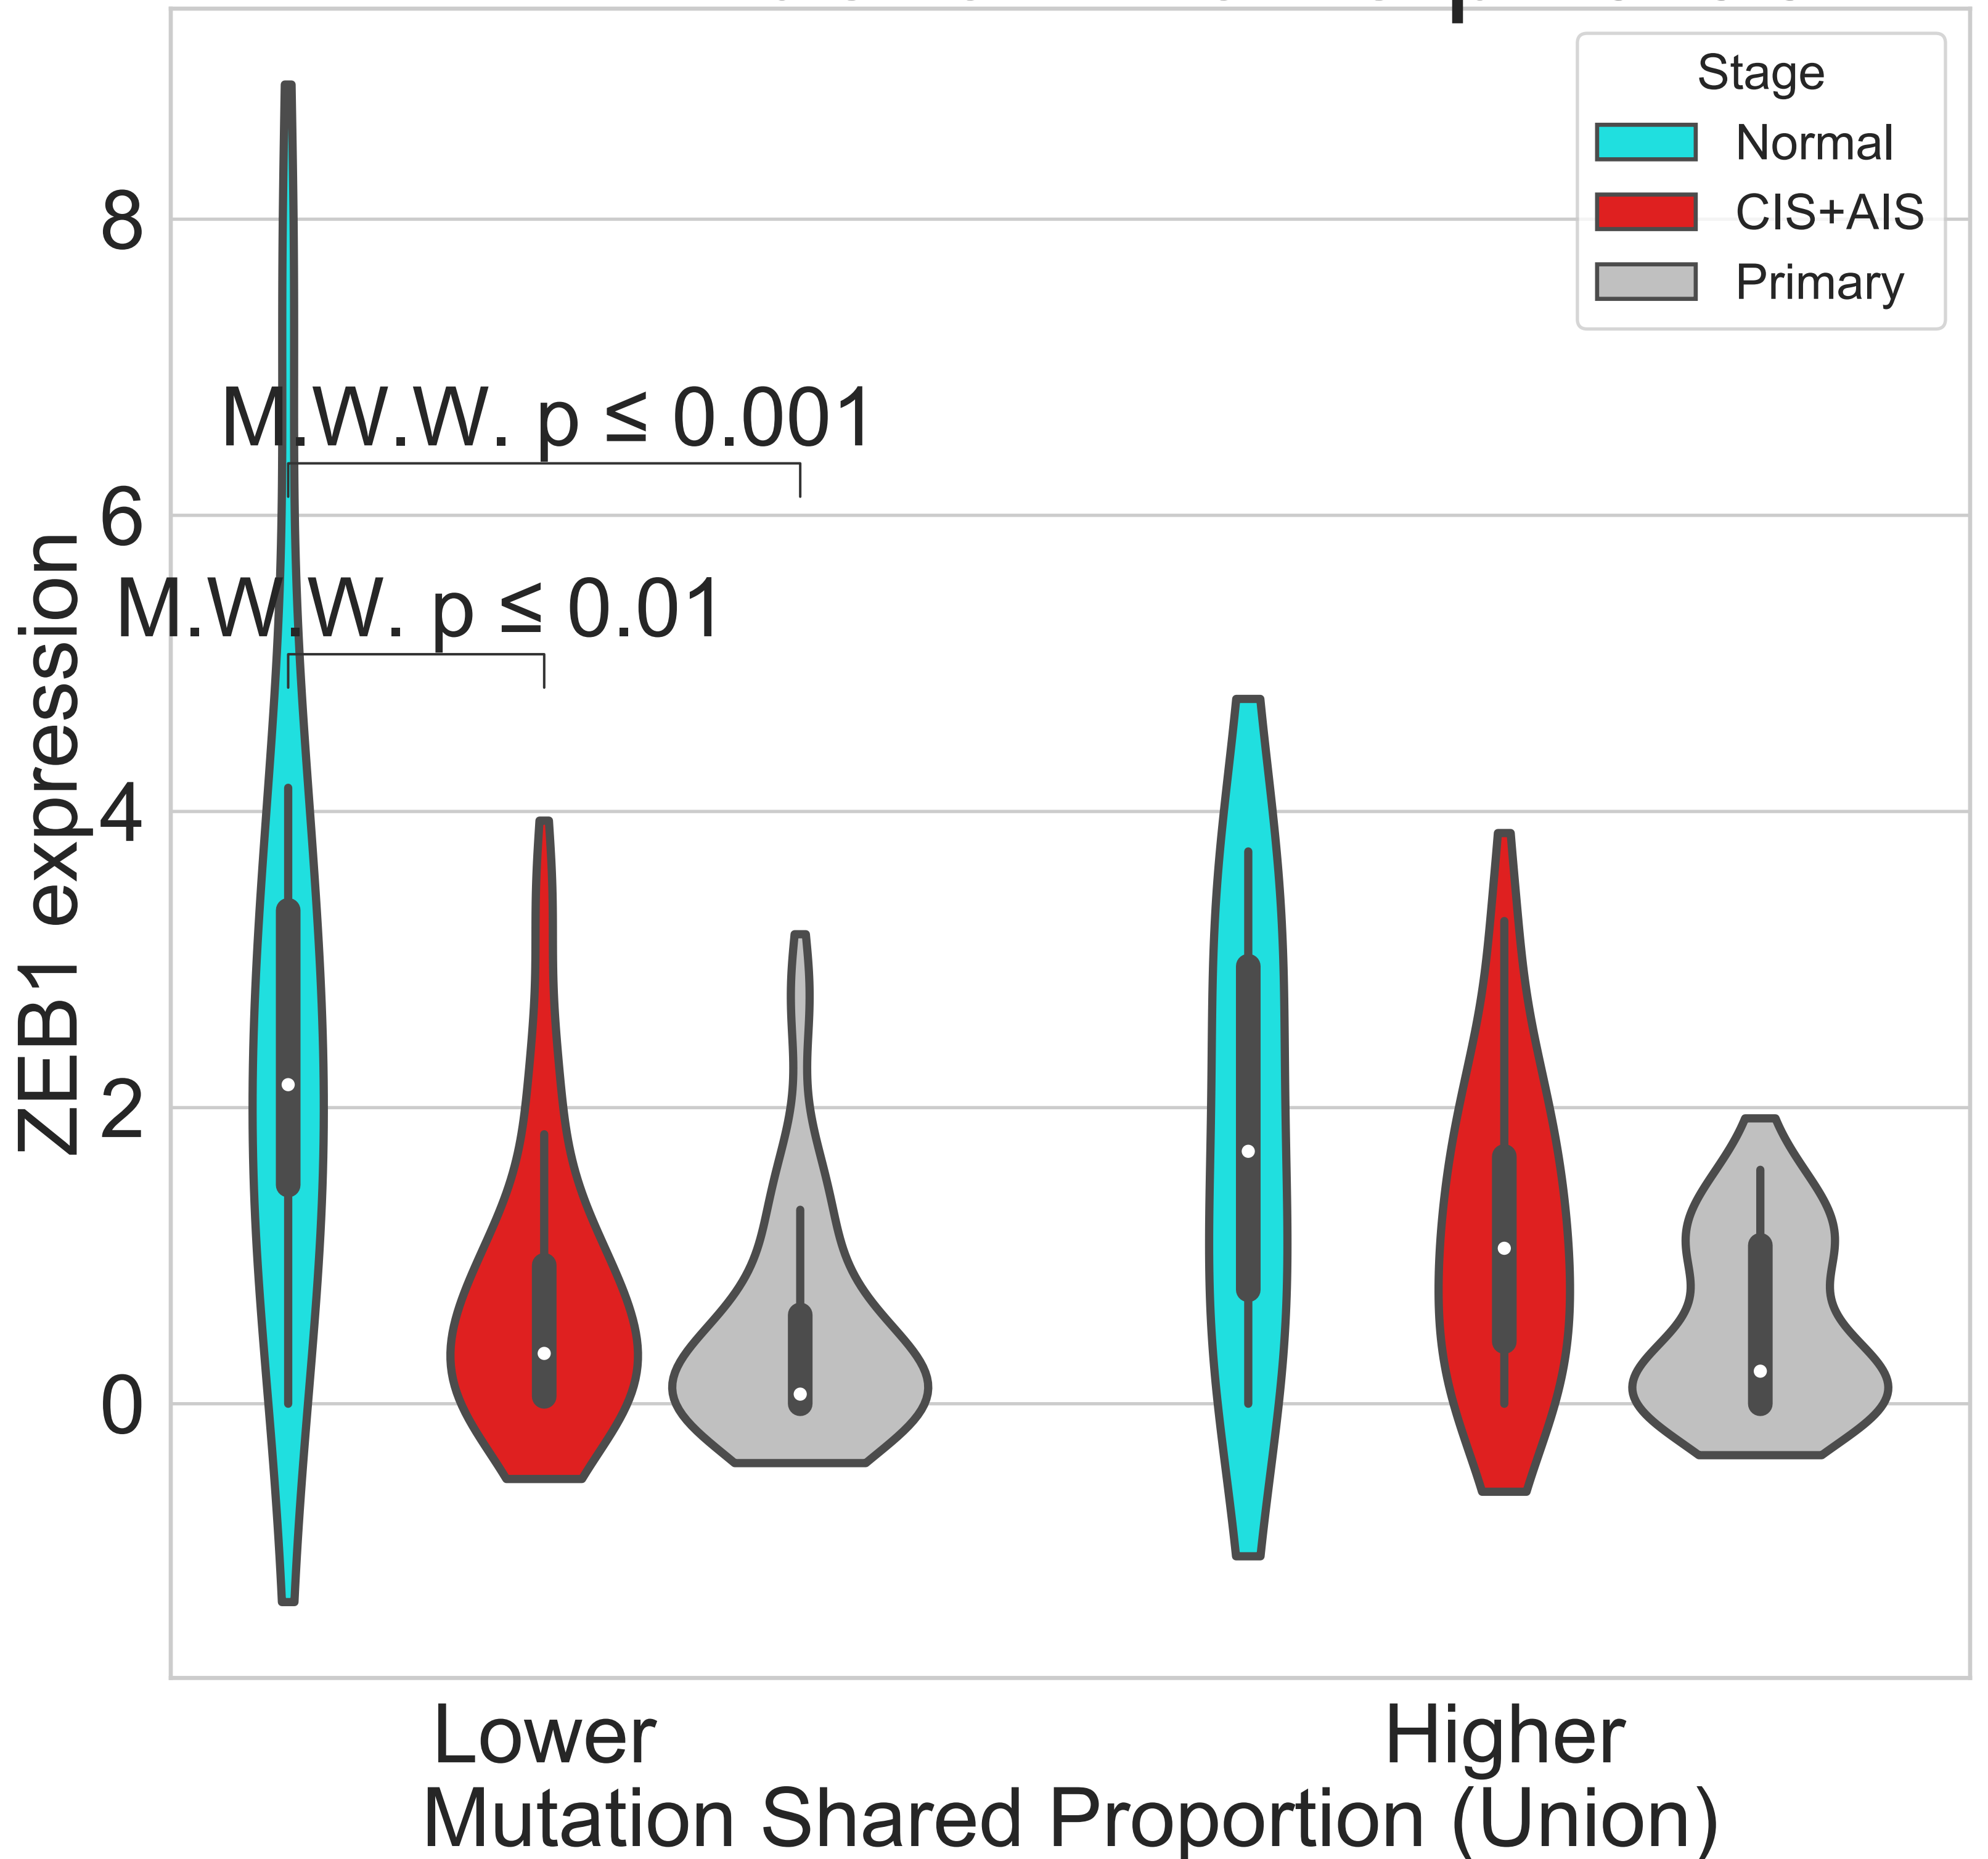 Stage
Normal
CIS+AIS
Primary
8
6
4
2
0
M.W.W. p ≤ 0.001
M.W.W. p ≤ 0.01
ZEB1 expression
Lower
Higher
Mutation Shared Proportion (Union)